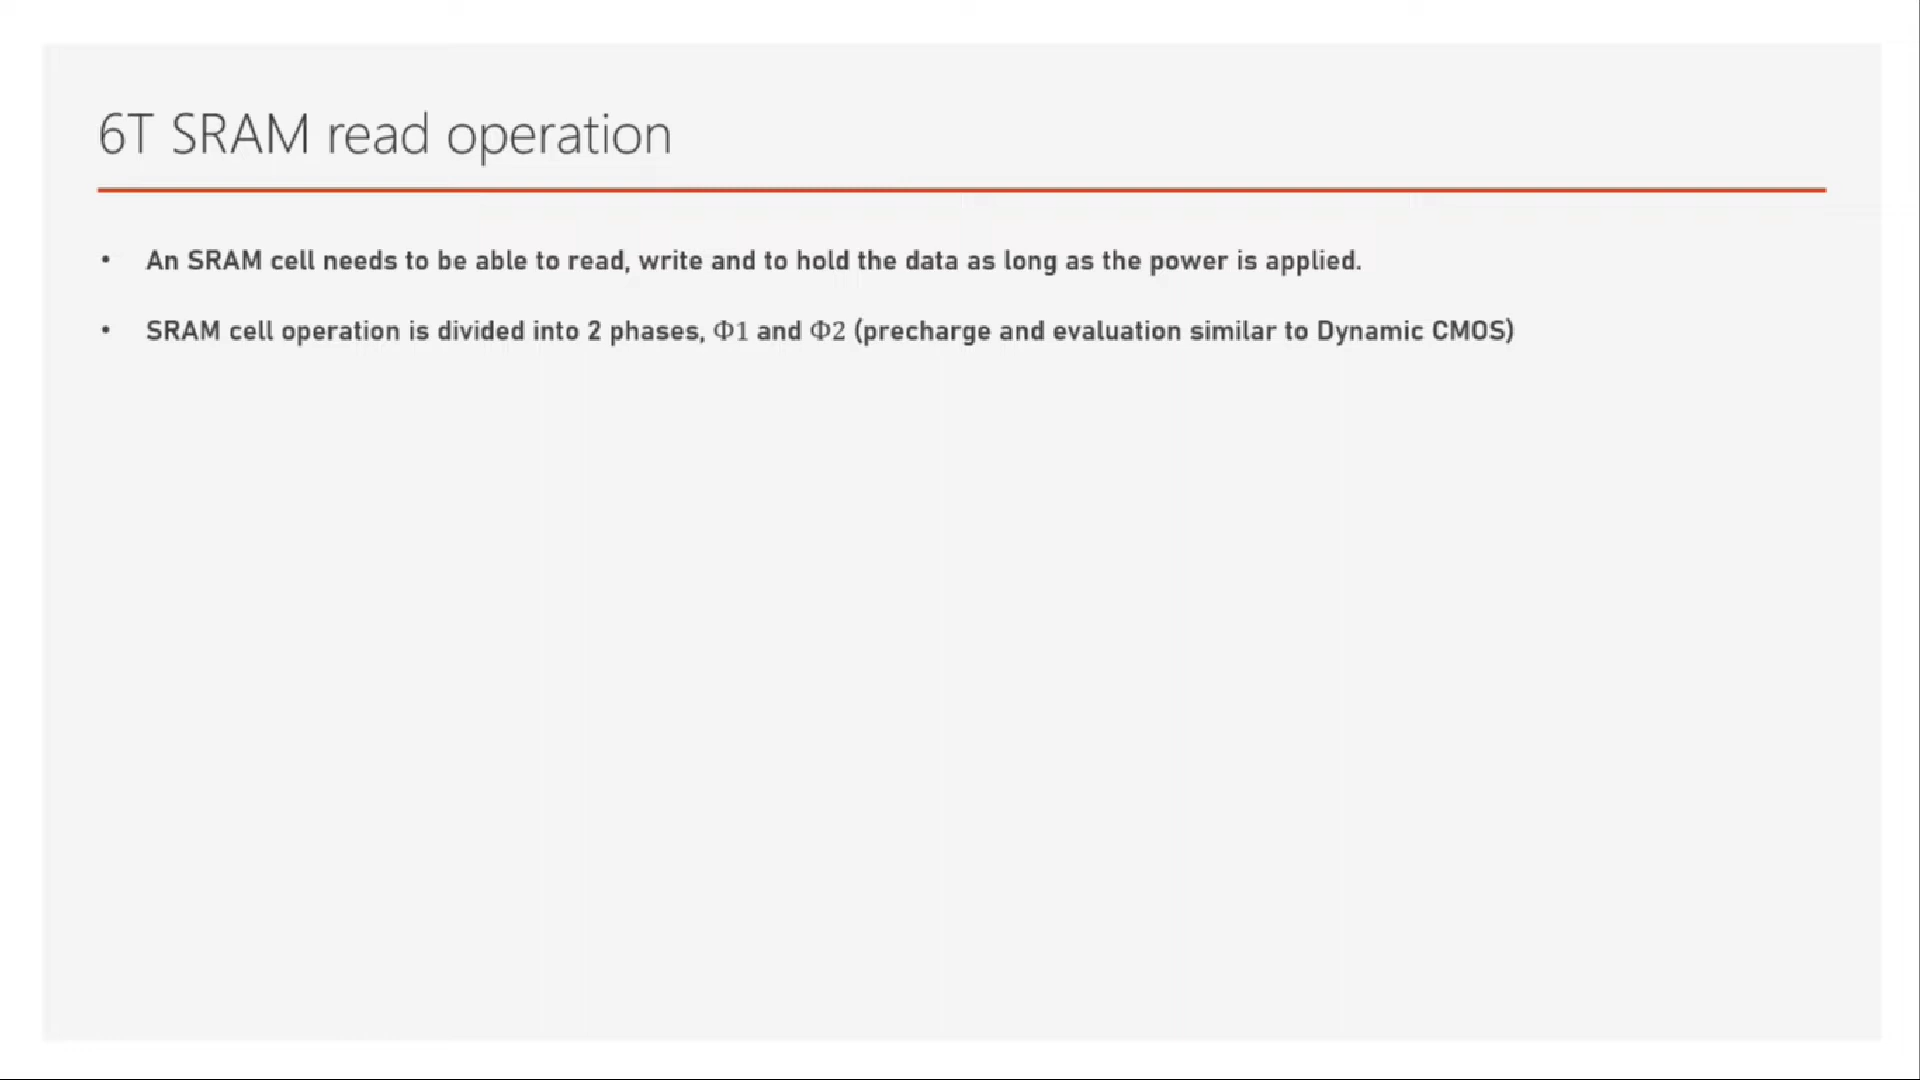 6T SRAM read operation
• An SRAM cell needs to be able to read, write and to hold the data as long as the power is applied.
• SRAM cell operation is divided into 2 phases, Φ1 and Φ2 (precharge and evaluation similar to Dynamic CMOS)